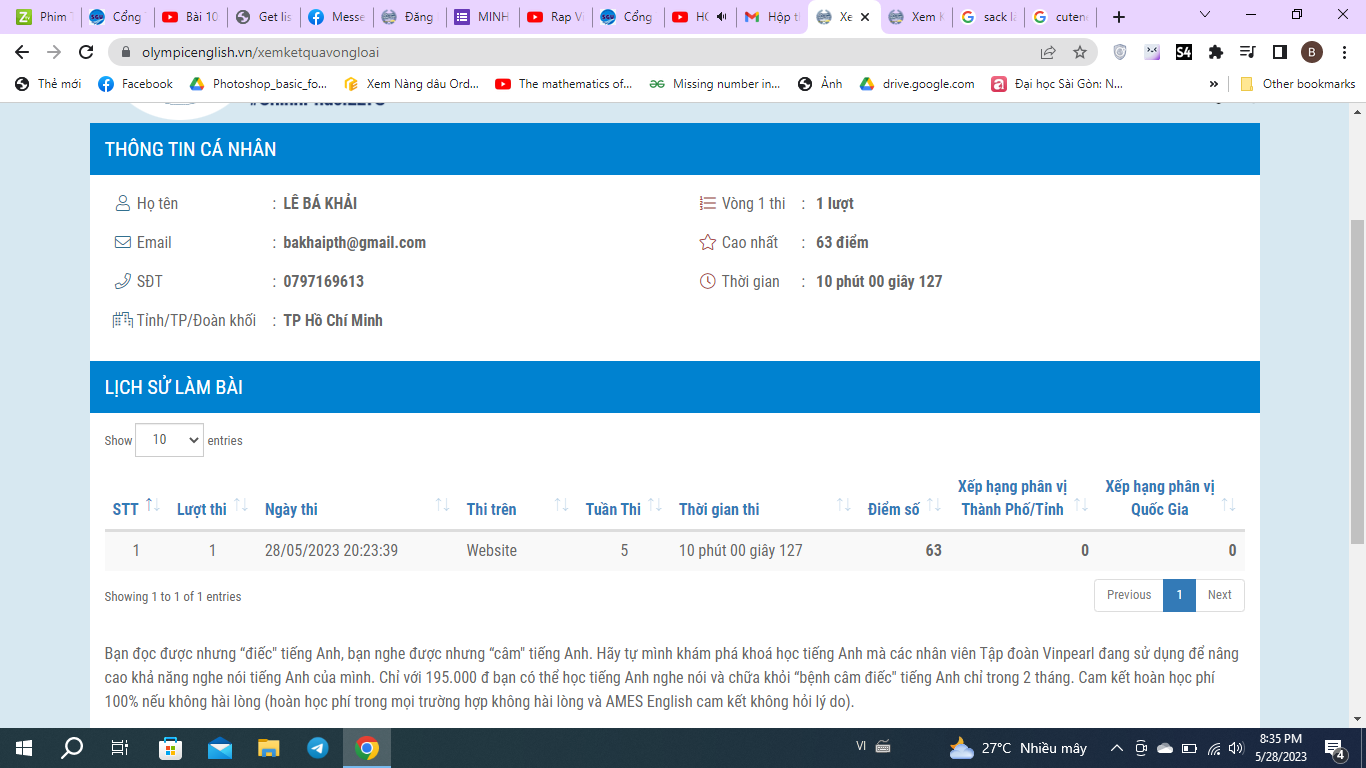 Phim T
Cổng T
Bài 10
Get lis
Messe
Đăng
MINH
Rap Vi
Cổng
HO
Hộp th
Xe
Xem K
sack là
cutene
olympicenglish.vn/xemketquavongloai
S4
B
Thẻ mới
Facebook
Photoshop_basic_fo...
Xem Nàng dâu Ord...
The mathematics of...
Missing number in...
Ảnh
drive.google.com
Đại học Sài Gòn: N...
»
Other bookmarks
THÔNG TIN CÁ NHÂN
Họ tên : LÊ BÁ KHẢI
Vòng 1 thi : 1 lượt
Email : bakhaipth@gmail.com
Cao nhất : 63 điểm
SĐT : 0797169613
Thời gian : 10 phút 00 giây 127
Tỉnh/TP/Đoàn khối : TP Hồ Chí Minh
LỊCH SỬ LÀM BÀI
Show 10 entries
STT Lượt thi Ngày thi Thi trên Tuần Thi Thời gian thi Điểm số Xếp hạng phân vị Thành Phố/Tỉnh Xếp hạng phân vị Quốc Gia
1 1 28/05/2023 20:23:39 Website 5 10 phút 00 giây 127 63 0 0
Showing 1 to 1 of 1 entries
Previous 1 Next
Bạn đọc được nhưng “điếc" tiếng Anh, bạn nghe được nhưng “câm" tiếng Anh. Hãy tự mình khám phá khoá học tiếng Anh mà các nhân viên Tập đoàn Vinpearl đang sử dụng để nâng
cao khả năng nghe nói tiếng Anh của mình. Chỉ với 195.000 đ bạn có thể học tiếng Anh nghe nói và chữa khỏi “bệnh câm điếc" tiếng Anh chỉ trong 2 tháng. Cam kết hoàn học phí
100% nếu không hài lòng (hoàn học phí trong mọi trường hợp không hài lòng và AMES English cam kết không hỏi lý do).
VI
27°C Nhiều mây
8:35 PM
5/28/2023
4